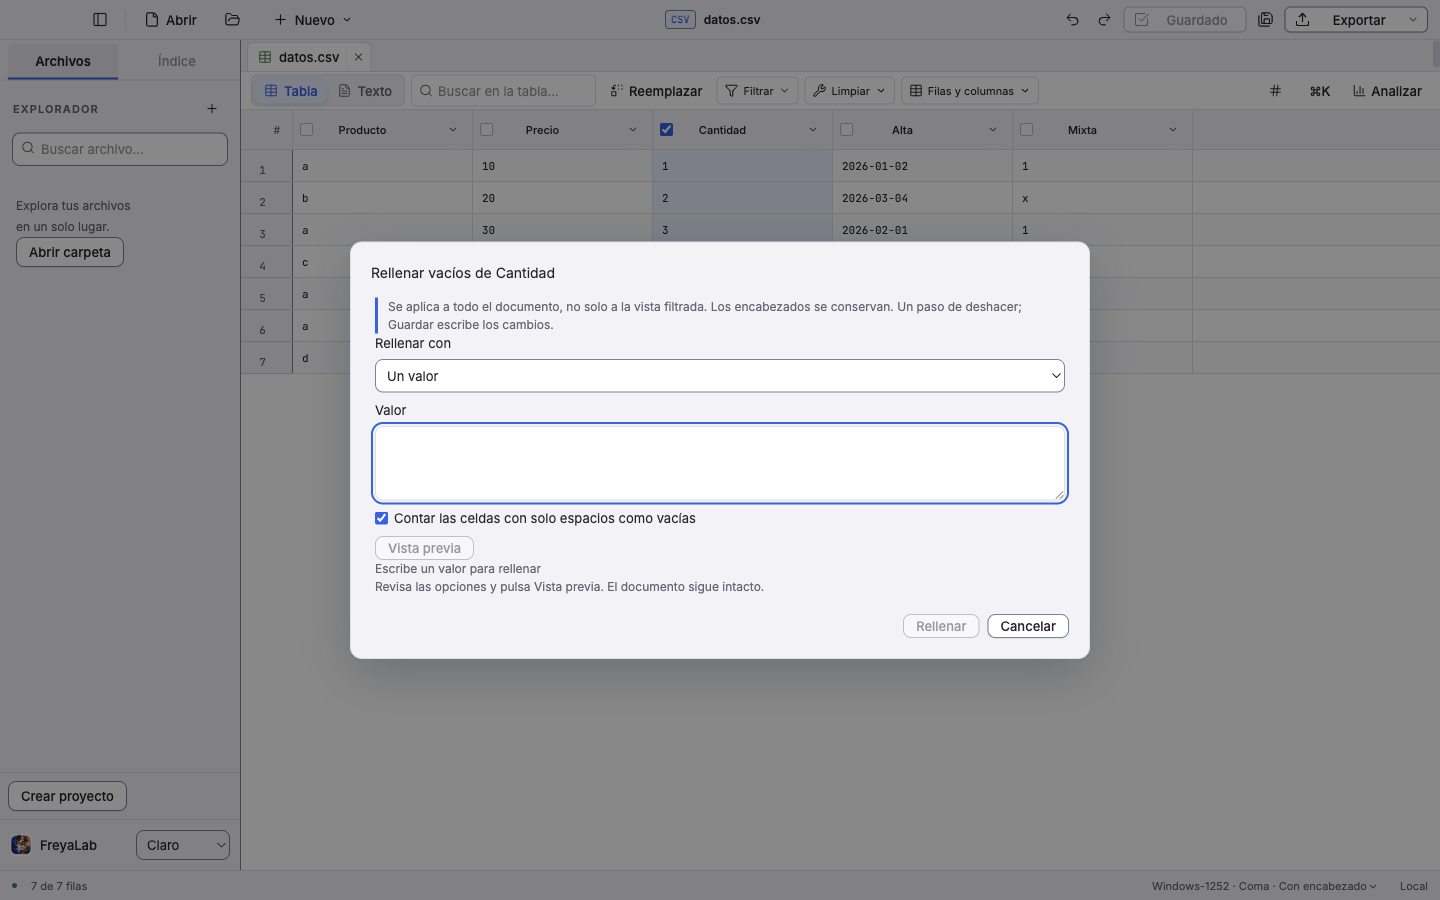 Abrir
Nuevo
CSV datos.csv
Guardado
Exportar
Archivos
Índice
datos.csv
EXPLORADOR
Tabla
Texto
Buscar en la tabla...
Reemplazar
Filtrar
Limpiar
Filas y columnas
#
⌘K
Analizar
Buscar archivo...
# Producto Precio Cantidad Alta Mixta
1 a 10 1 2026-01-02 1
2 b 20 2 2026-03-04 x
3 a 30 3 2026-02-01 1
4 c
5 a
6 a
7 d
Explora tus archivos
en un solo lugar.
Abrir carpeta
Rellenar vacíos de Cantidad
Se aplica a todo el documento, no solo a la vista filtrada. Los encabezados se conservan. Un paso de deshacer;
Guardar escribe los cambios.
Rellenar con
Un valor
Valor
Contar las celdas con solo espacios como vacías
Vista previa
Escribe un valor para rellenar
Revisa las opciones y pulsa Vista previa. El documento sigue intacto.
Rellenar
Cancelar
Crear proyecto
FreyaLab
Claro
7 de 7 filas
Windows-1252 · Coma · Con encabezado
Local